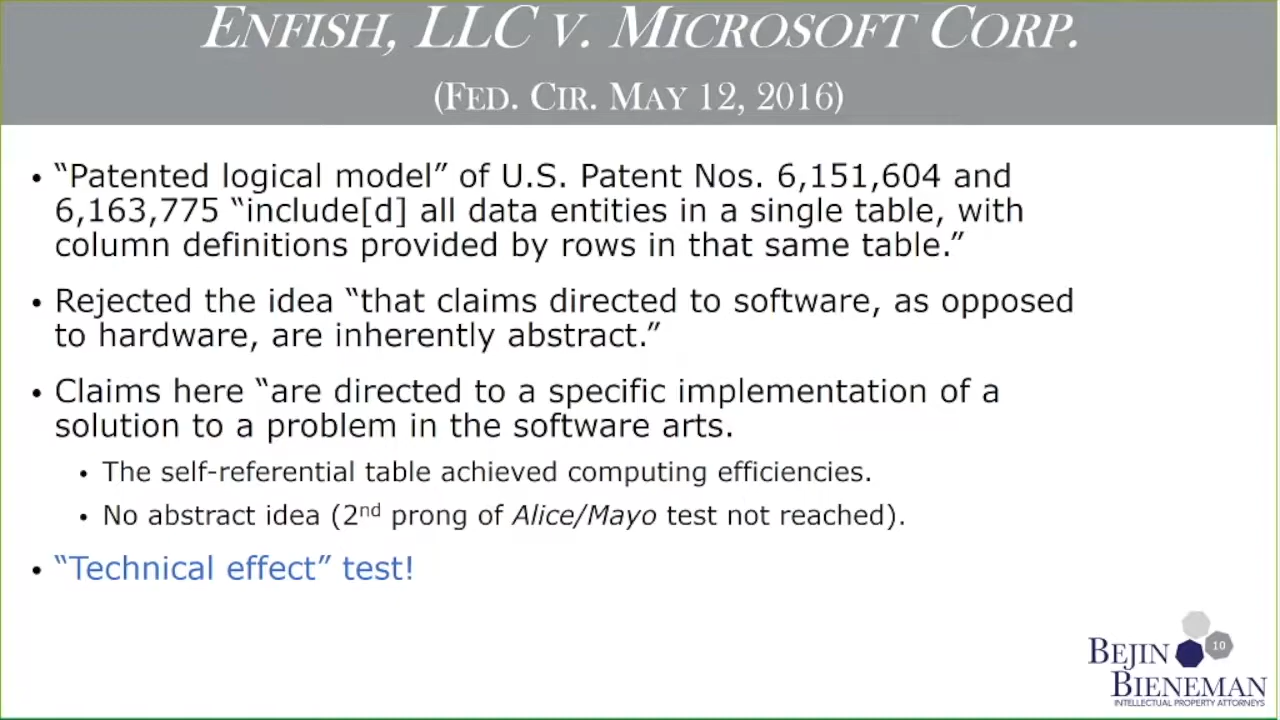 ENFISH, LLC V. MICROSOFT CORP.
(FED. CIR. MAY 12, 2016)
• “Patented logical model” of U.S. Patent Nos. 6,151,604 and
6,163,775 “include[d] all data entities in a single table, with
column definitions provided by rows in that same table.”
• Rejected the idea “that claims directed to software, as opposed
to hardware, are inherently abstract.”
• Claims here “are directed to a specific implementation of a
solution to a problem in the software arts.
• The self-referential table achieved computing efficiencies.
• No abstract idea (2nd prong of Alice/Mayo test not reached).
• “Technical effect” test!
10
BEJIN
BIENEMAN
INTELLECTUAL PROPERTY ATTORNEYS